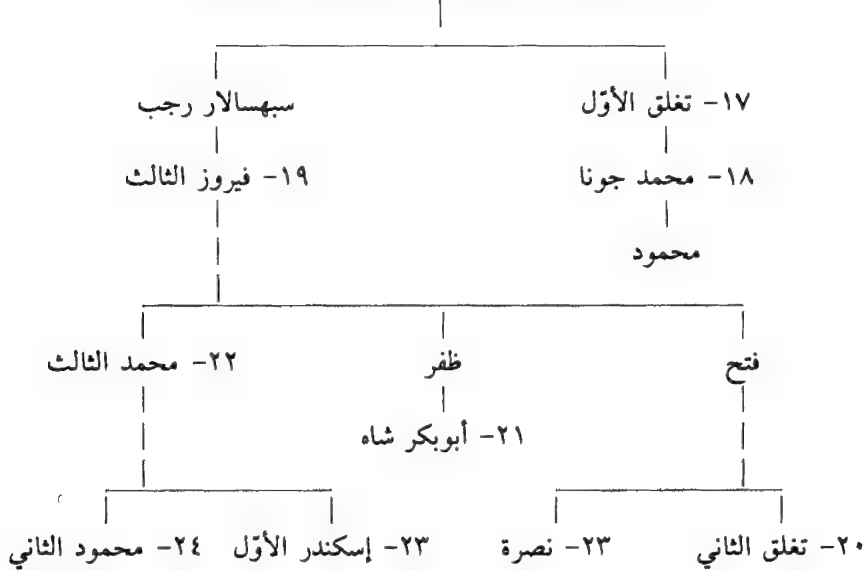 ١٧- تغلق الأوّل سبهسالار رجب
١٨- محمد جونا ١٩- فيروز الثالث
محمود
فتح ظفر ٢٢- محمد الثالث
٢١- أبوبكر شاه
٢٠- تغلق الثاني ٢٣- نصرة ٢٣- إسكندر الأوّل ٢٤- محمود الثاني